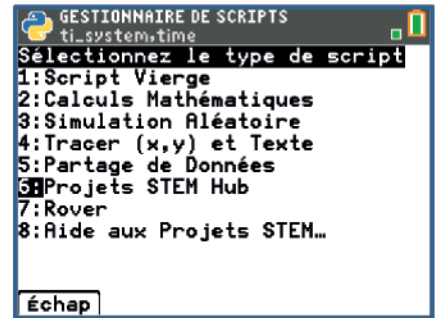 GESTIONNAIRE DE SCRIPTS
ti_system,time
Sélectionnez le type de script
1:Script Vierge
2:Calculs Mathématiques
3:Simulation Aléatoire
4:Tracer (x,y) et Texte
5:Partage de Données
6:Projets STEM Hub
7:Rover
8:Aide aux Projets STEM…
Échap